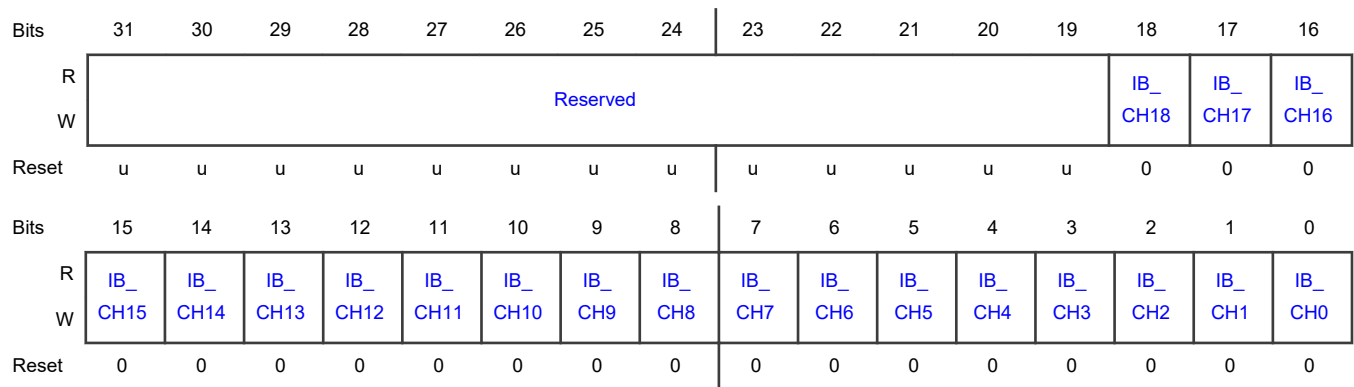 Bits 31 30 29 28 27 26 25 24 23 22 21 20 19 18 17 16
R
Reserved IB_ IB_ IB_
W CH18 CH17 CH16
Reset u u u u u u u u u u u u u 0 0 0
Bits 15 14 13 12 11 10 9 8 7 6 5 4 3 2 1 0
R IB_ IB_ IB_ IB_ IB_ IB_ IB_ IB_ IB_ IB_ IB_ IB_ IB_ IB_ IB_ IB_
W CH15 CH14 CH13 CH12 CH11 CH10 CH9 CH8 CH7 CH6 CH5 CH4 CH3 CH2 CH1 CH0
Reset 0 0 0 0 0 0 0 0 0 0 0 0 0 0 0 0